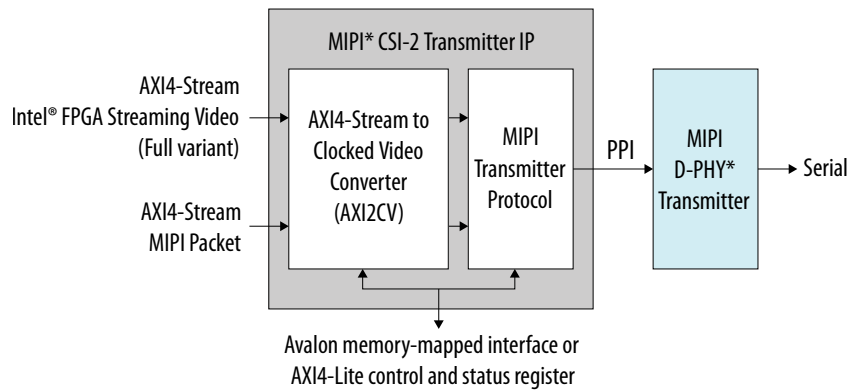 MIPI* CSI-2 Transmitter IP
AXI4-Stream
Intel® FPGA Streaming Video
(Full variant)
AXI4-Stream
MIPI Packet
AXI4-Stream to
Clocked Video
Converter
(AXI2CV)
MIPI
Transmitter
Protocol
PPI
MIPI
D-PHY*
Transmitter
Serial
Avalon memory-mapped interface or
AXI4-Lite control and status register